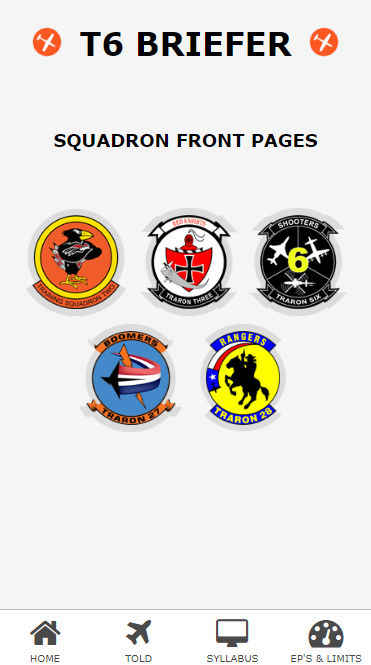 T6 BRIEFER
SQUADRON FRONT PAGES
TRAINING SQUADRON TWO
RED KNIGHTS
TRARON THREE
SHOOTERS
6
TRARON SIX
BOOMERS
TRARON 27
RANGERS
TRARON 28
HOME
TOLD
SYLLABUS
EP'S & LIMITS